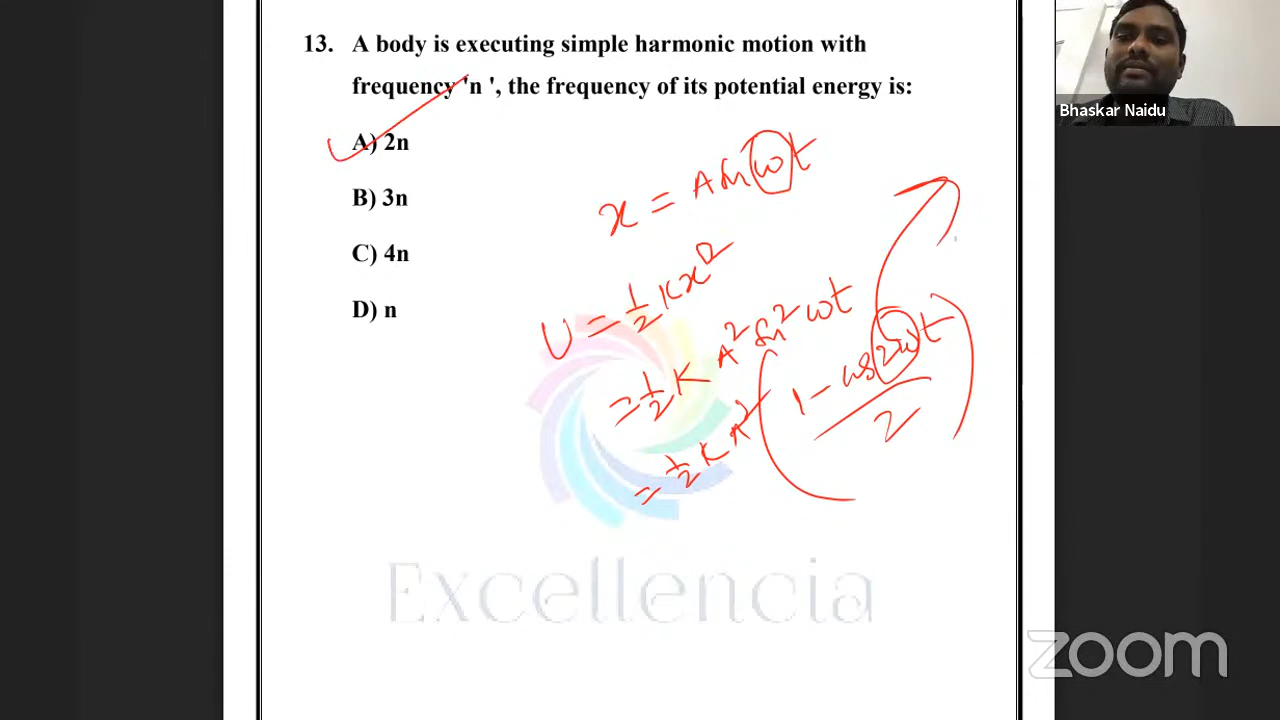 13. A body is executing simple harmonic motion with
frequency 'n ', the frequency of its potential energy is:
A) 2n
B) 3n
C) 4n
D) n
x = A sin ωt
U = 1/2 Kx²
= 1/2 K A² sin² ωt
= 1/2 K A² (1 - cos 2ωt / 2)
Excellencia
Bhaskar Naidu
zoom